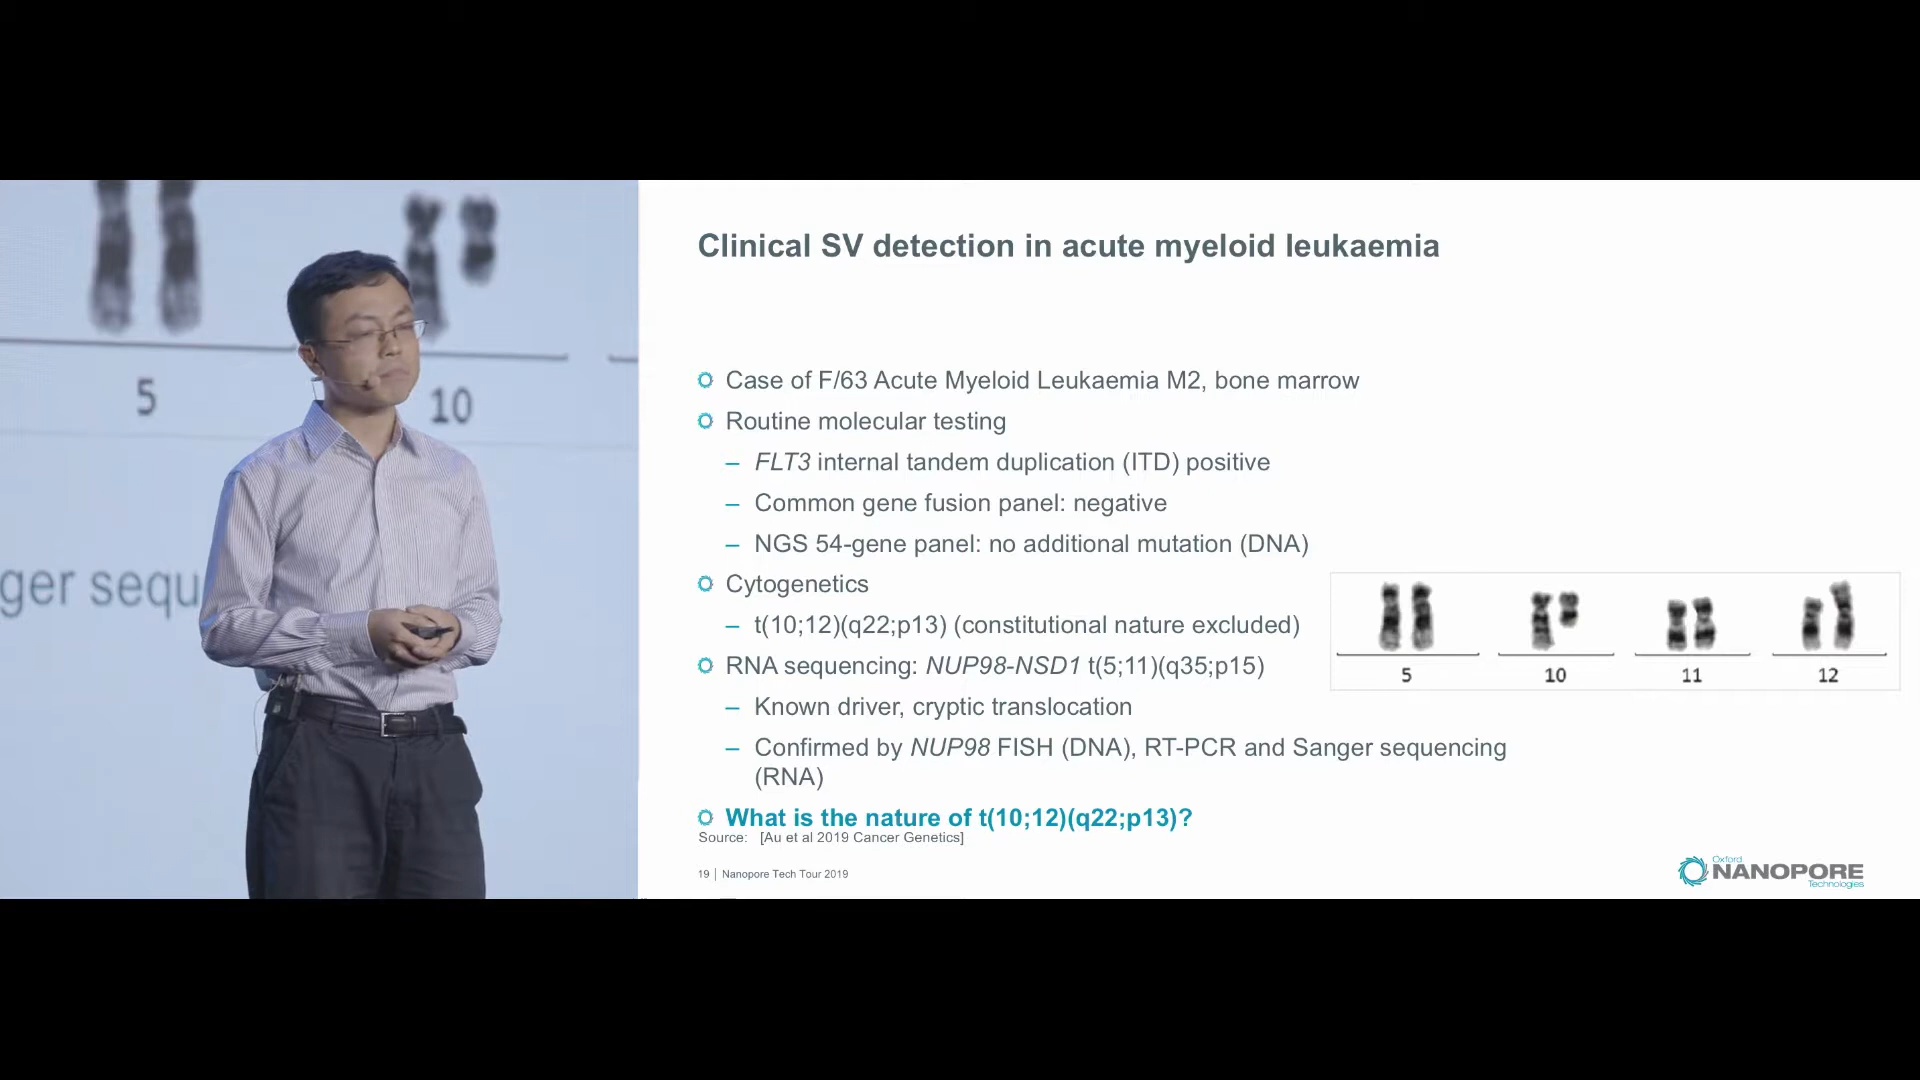 5
10
ger sequ
Clinical SV detection in acute myeloid leukaemia
Case of F/63 Acute Myeloid Leukaemia M2, bone marrow
Routine molecular testing
– FLT3 internal tandem duplication (ITD) positive
– Common gene fusion panel: negative
– NGS 54-gene panel: no additional mutation (DNA)
Cytogenetics
– t(10;12)(q22;p13) (constitutional nature excluded)
RNA sequencing: NUP98-NSD1 t(5;11)(q35;p15)
– Known driver, cryptic translocation
– Confirmed by NUP98 FISH (DNA), RT-PCR and Sanger sequencing
(RNA)
What is the nature of t(10;12)(q22;p13)?
Source: [Au et al 2019 Cancer Genetics]
5
10
11
12
19 | Nanopore Tech Tour 2019
Oxford
NANOPORE
Technologies